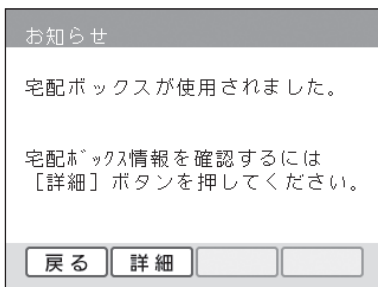 お知らせ
宅配ボックスが使用されました。
宅配ﾎﾞｯｸｽ情報を確認するには
［詳細］ボタンを押してください。
戻る 詳細